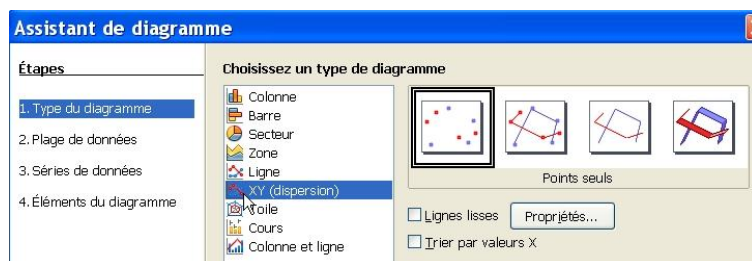 Assistant de diagramme
Étapes
1. Type du diagramme
2. Plage de données
3. Séries de données
4. Éléments du diagramme
Choisissez un type de diagramme
Colonne
Barre
Secteur
Zone
Ligne
XY (dispersion)
Toile
Cours
Colonne et ligne
Points seuls
Lignes lisses
Propriétés...
Trier par valeurs X